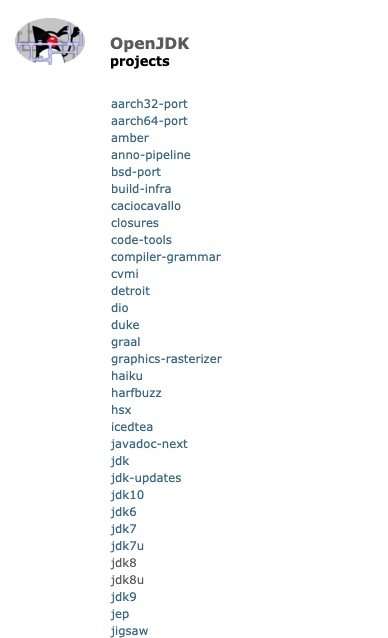 OpenJDK
projects
aarch32-port
aarch64-port
amber
anno-pipeline
bsd-port
build-infra
caciocavallo
closures
code-tools
compiler-grammar
cvmi
detroit
dio
duke
graal
graphics-rasterizer
haiku
harfbuzz
hsx
icedtea
javadoc-next
jdk
jdk-updates
jdk10
jdk6
jdk7
jdk7u
jdk8
jdk8u
jdk9
jep
jigsaw